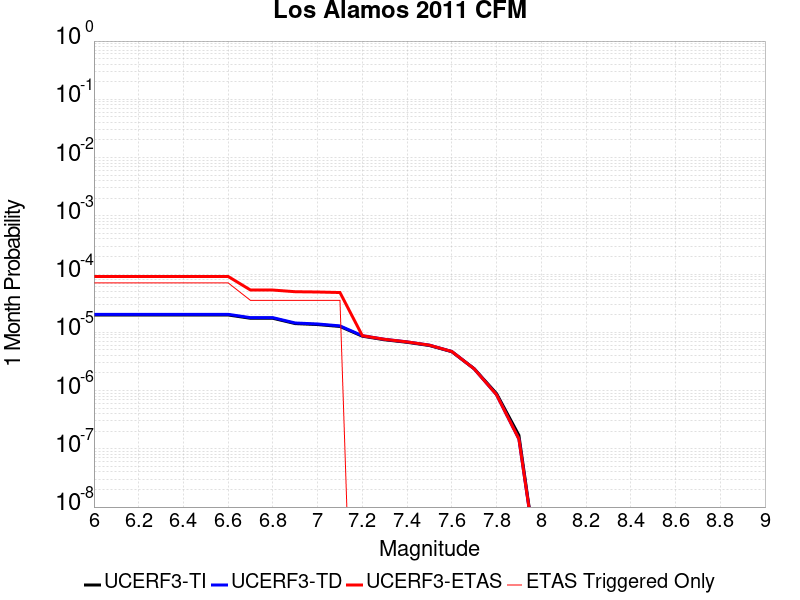 Los Alamos 2011 CFM
10^0
10^-1
10^-2
10^-3
10^-4
10^-5
10^-6
10^-7
10^-8
1 Month Probability
6 6.2 6.4 6.6 6.8 7 7.2 7.4 7.6 7.8 8 8.2 8.4 8.6 8.8 9
Magnitude
UCERF3-TI UCERF3-TD UCERF3-ETAS ETAS Triggered Only